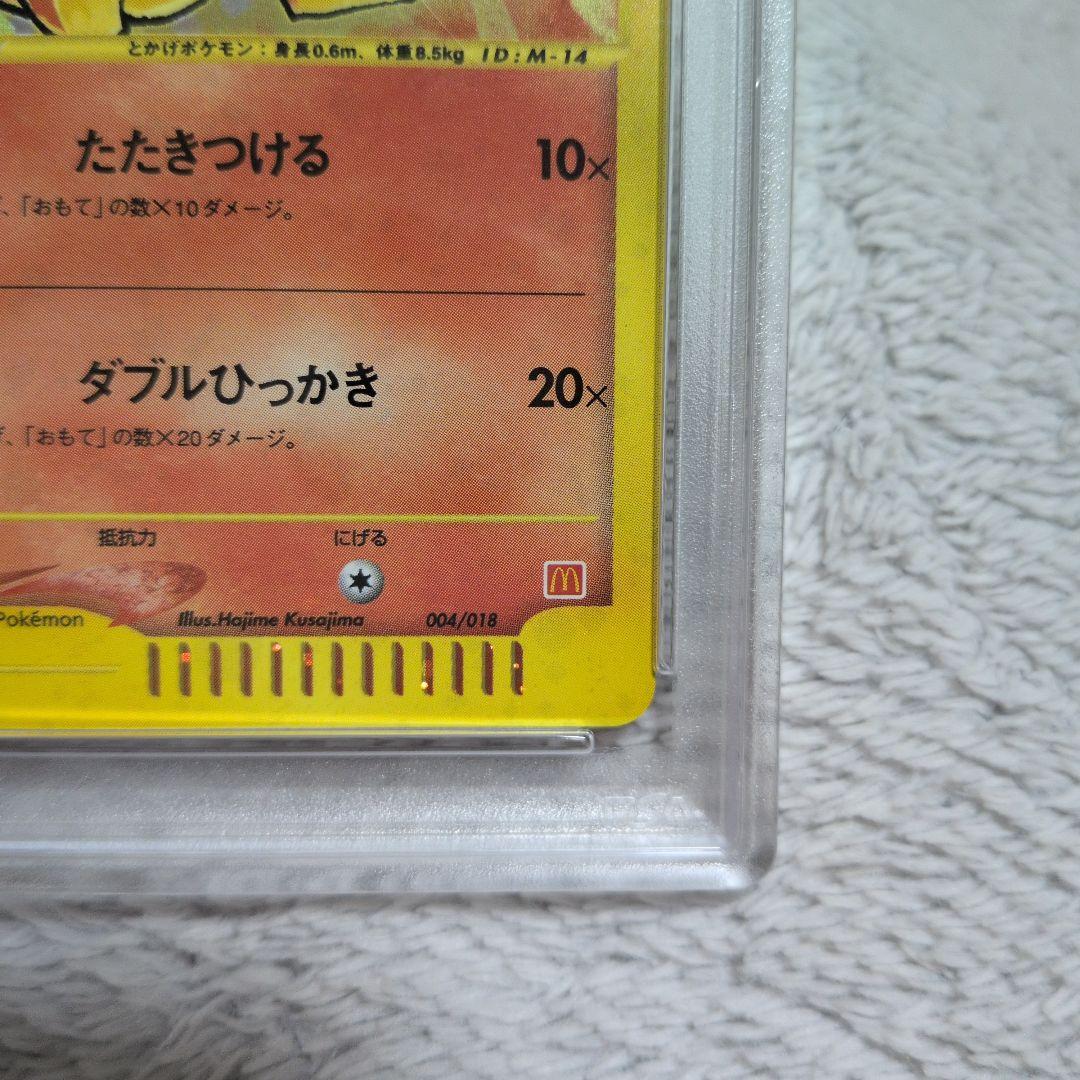 とかげポケモン：身長0.6m、体重8.5kg ID：M-14
たたきつける 10×
、「おもて」の数×10ダメージ。
ダブルひっかき 20×
げ、「おもて」の数×20ダメージ。
抵抗力 にげる
Pokémon Illus.Hajime Kusajima 004/018
PSA